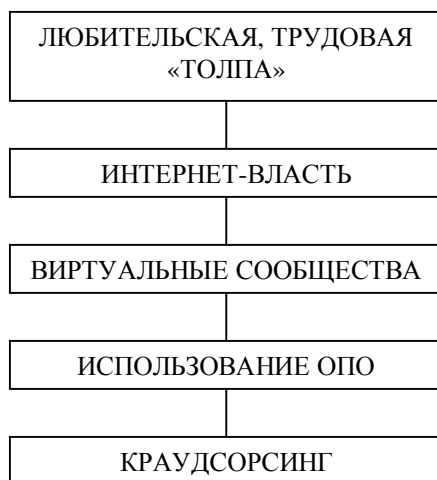 ЛЮБИТЕЛЬСКАЯ, ТРУДОВАЯ
«ТОЛПА»
ИНТЕРНЕТ-ВЛАСТЬ
ВИРТУАЛЬНЫЕ СООБЩЕСТВА
ИСПОЛЬЗОВАНИЕ ОПО
КРАУДСОРСИНГ